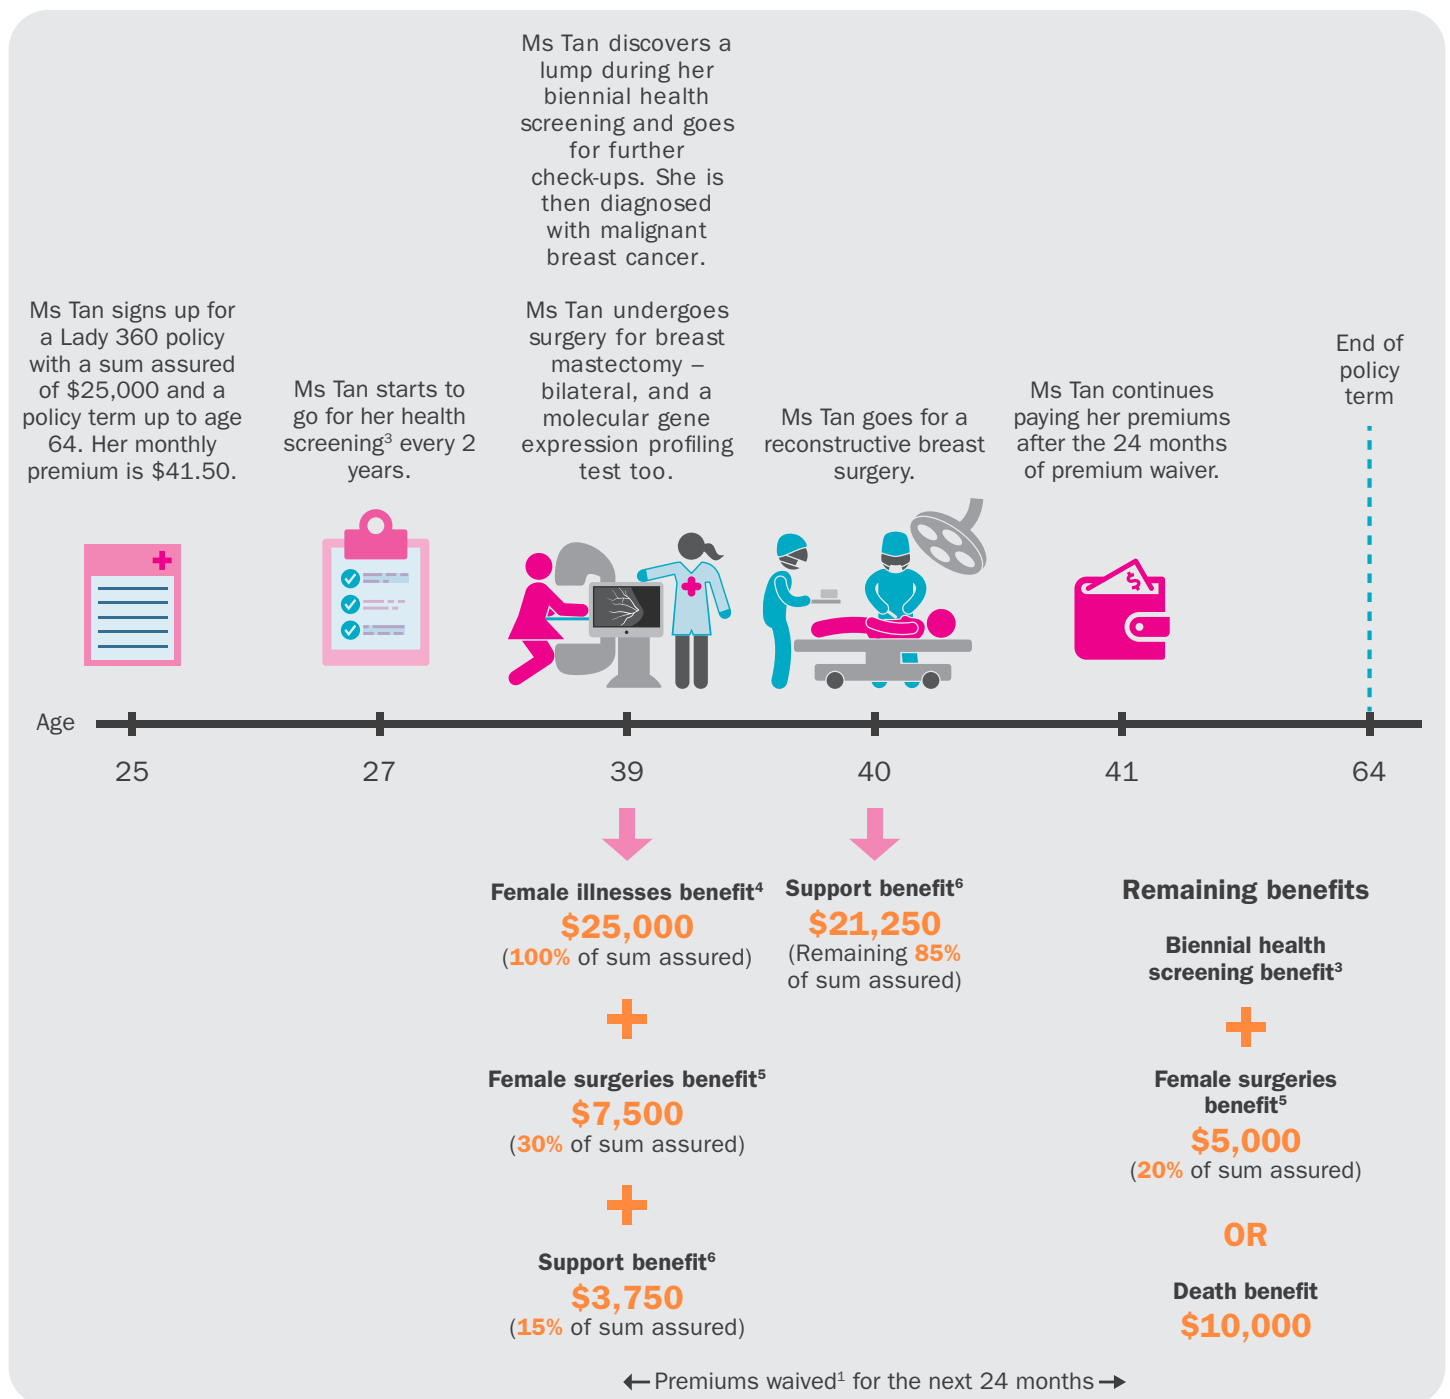 Ms Tan signs up for
a Lady 360 policy
with a sum assured
of $25,000 and a
policy term up to age
64. Her monthly
premium is $41.50.
Ms Tan starts to
go for her health
screening³ every 2
years.
Ms Tan discovers a
lump during her
biennial health
screening and goes
for further
check-ups. She is
then diagnosed
with malignant
breast cancer.
Ms Tan undergoes
surgery for breast
mastectomy –
bilateral, and a
molecular gene
expression profiling
test too.
Ms Tan goes for a
reconstructive breast
surgery.
Ms Tan continues
paying her premiums
after the 24 months
of premium waiver.
End of
policy
term
Age
25
27
39
40
41
64
Female illnesses benefit⁴
$25,000
(100% of sum assured)
+
Female surgeries benefit⁵
$7,500
(30% of sum assured)
+
Support benefit⁶
$3,750
(15% of sum assured)
Support benefit⁶
$21,250
(Remaining 85%
of sum assured)
Remaining benefits
Biennial health
screening benefit³
+
Female surgeries
benefit⁵
$5,000
(20% of sum assured)
OR
Death benefit
$10,000
Premiums waived¹ for the next 24 months